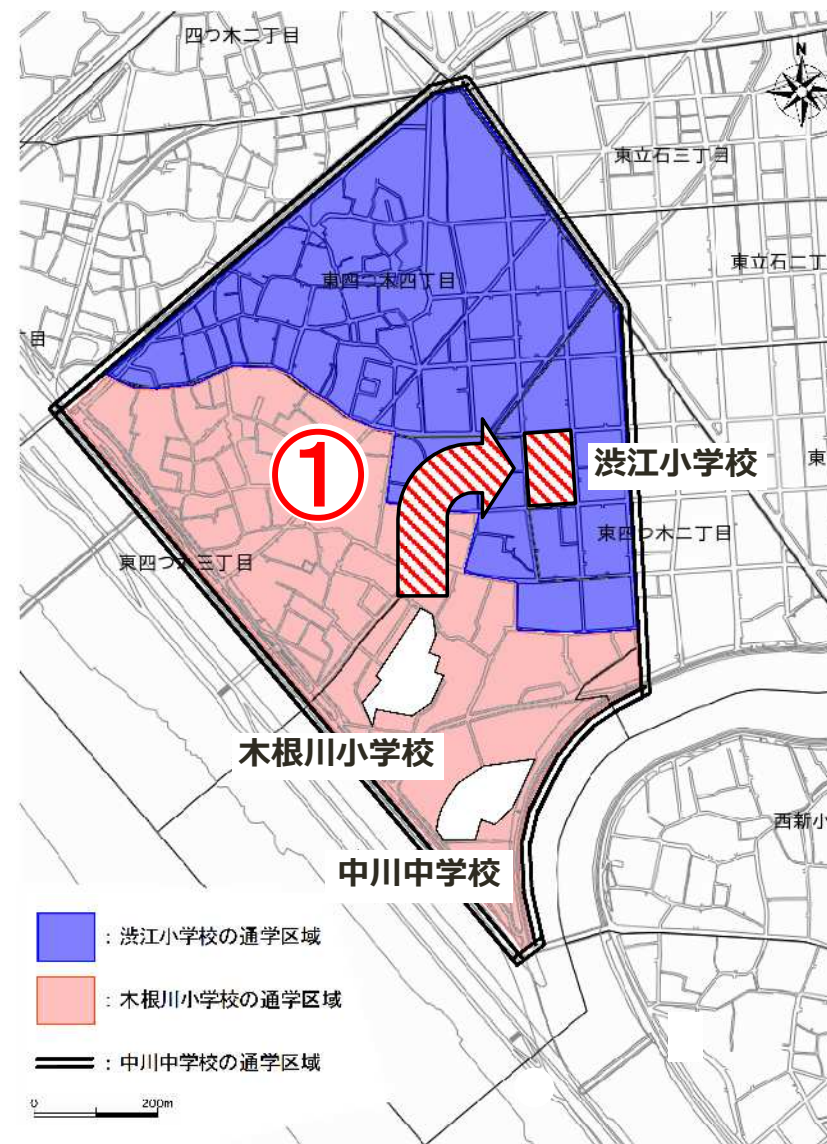 四つ木二丁目
N
東立石三丁目
東立石二丁
東四つ木四丁目
目
①
渋江小学校
東
東四つ木二丁目
東四つ木三丁目
木根川小学校
西新小
中川中学校
：渋江小学校の通学区域
：木根川小学校の通学区域
：中川中学校の通学区域
0 200m